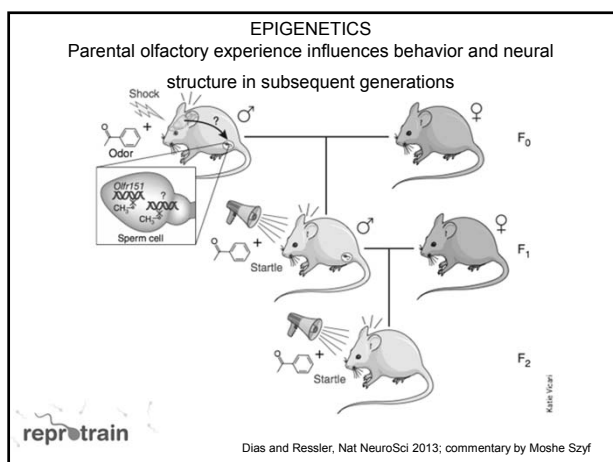 EPIGENETICS
Parental olfactory experience influences behavior and neural
structure in subsequent generations
Shock
?
♂
♀
+
Odor
F0
Olfr151
?
CH3
CH3
Sperm cell
♂
♀
+
Startle
F1
+
Startle
F2
Katie Vicari
reprotrain
Dias and Ressler, Nat NeuroSci 2013; commentary by Moshe Szyf